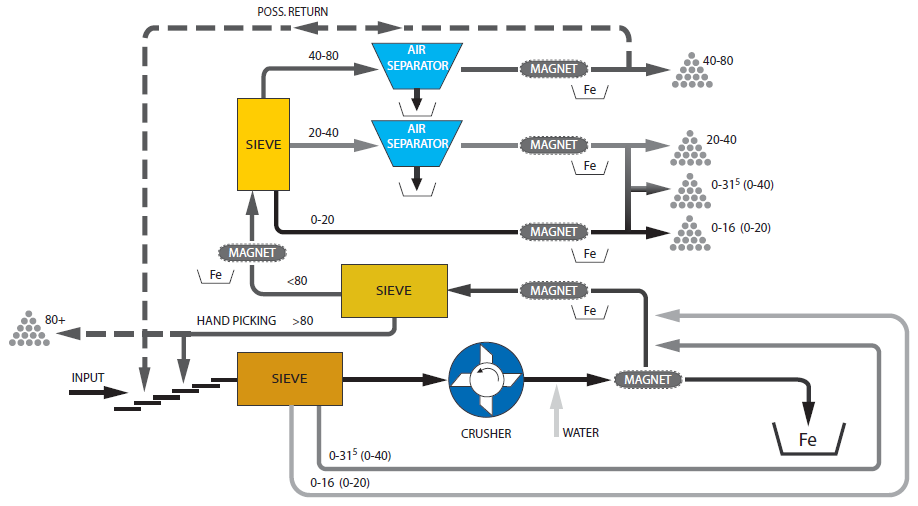 POSS. RETURN
40-80
AIR
SEPARATOR
MAGNET
40-80
Fe
SIEVE
20-40
AIR
SEPARATOR
MAGNET
20-40
Fe
0-31⁵ (0-40)
0-20
MAGNET
0-16 (0-20)
Fe
MAGNET
Fe
<80
SIEVE
MAGNET
Fe
80+
HAND PICKING >80
INPUT
SIEVE
MAGNET
CRUSHER
WATER
Fe
0-31⁵ (0-40)
0-16 (0-20)